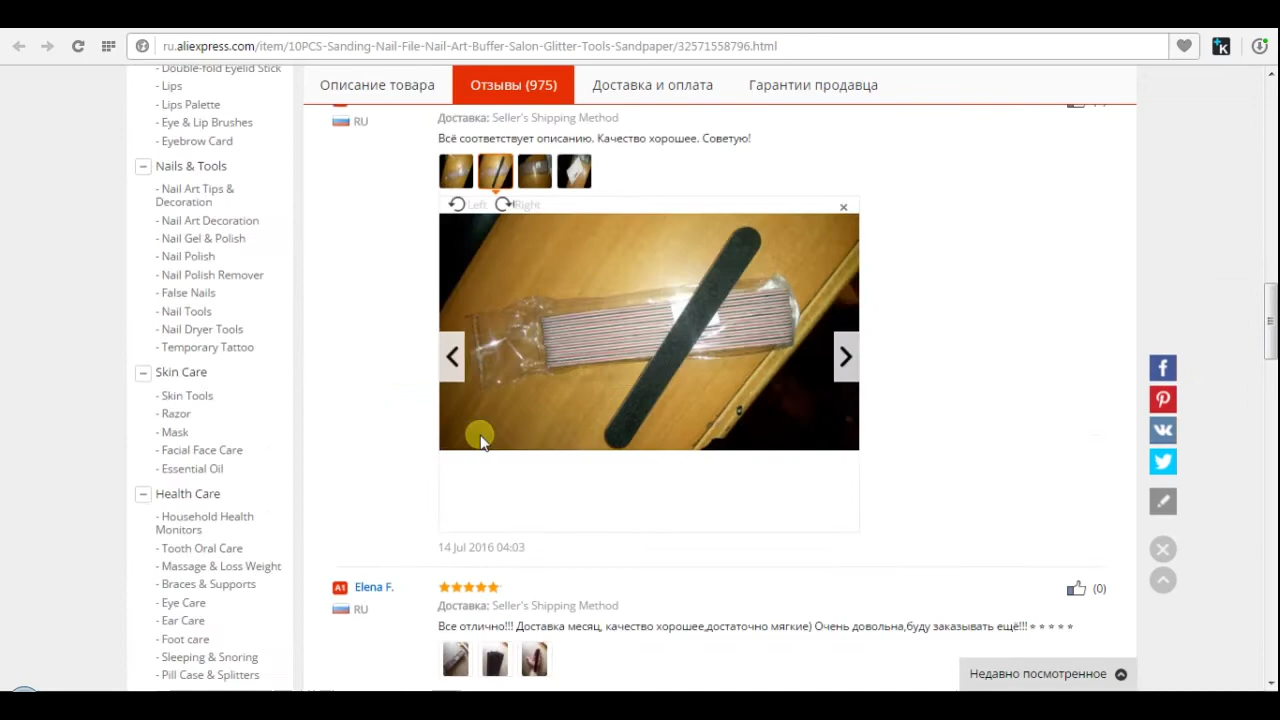 ru.aliexpress.com/item/10PCS-Sanding-Nail-File-Nail-Art-Buffer-Salon-Glitter-Tools-Sandpaper/32571558796.html
- Double-fold Eyelid Stick
- Lips
- Lips Palette
- Eye & Lip Brushes
- Eyebrow Card
Nails & Tools
- Nail Art Tips &
Decoration
- Nail Art Decoration
- Nail Gel & Polish
- Nail Polish
- Nail Polish Remover
- False Nails
- Nail Tools
- Nail Dryer Tools
- Temporary Tattoo
Skin Care
- Skin Tools
- Razor
- Mask
- Facial Face Care
- Essential Oil
Health Care
- Household Health
Monitors
- Tooth Oral Care
- Massage & Loss Weight
- Braces & Supports
- Eye Care
- Ear Care
- Foot care
- Sleeping & Snoring
- Pill Case & Splitters
Описание товара Отзывы (975) Доставка и оплата Гарантии продавца
RU
Доставка: Seller's Shipping Method
Всё соответствует описанию. Качество хорошее. Советую!
Left Right
14 Jul 2016 04:03
A1 Elena F. (0)
RU
Доставка: Seller's Shipping Method
Все отлично!!! Доставка месяц, качество хорошее,достаточно мягкие) Очень довольна,буду заказывать ещё!!! * * * * *
Недавно посмотренное